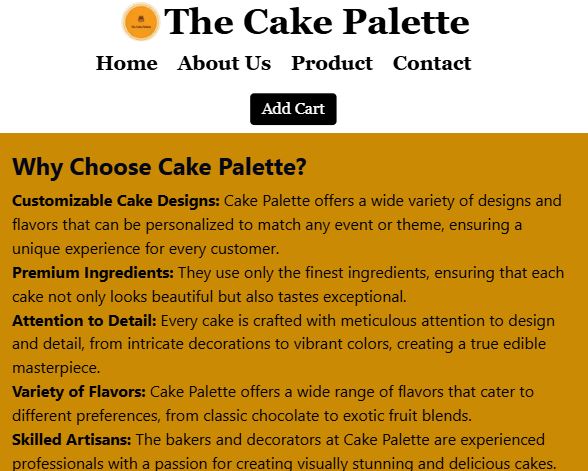 The Cake Palette
Home About Us Product Contact
Add Cart
Why Choose Cake Palette?
Customizable Cake Designs: Cake Palette offers a wide variety of designs and
flavors that can be personalized to match any event or theme, ensuring a
unique experience for every customer.
Premium Ingredients: They use only the finest ingredients, ensuring that each
cake not only looks beautiful but also tastes exceptional.
Attention to Detail: Every cake is crafted with meticulous attention to design
and detail, from intricate decorations to vibrant colors, creating a true edible
masterpiece.
Variety of Flavors: Cake Palette offers a wide range of flavors that cater to
different preferences, from classic chocolate to exotic fruit blends.
Skilled Artisans: The bakers and decorators at Cake Palette are experienced
professionals with a passion for creating visually stunning and delicious cakes.